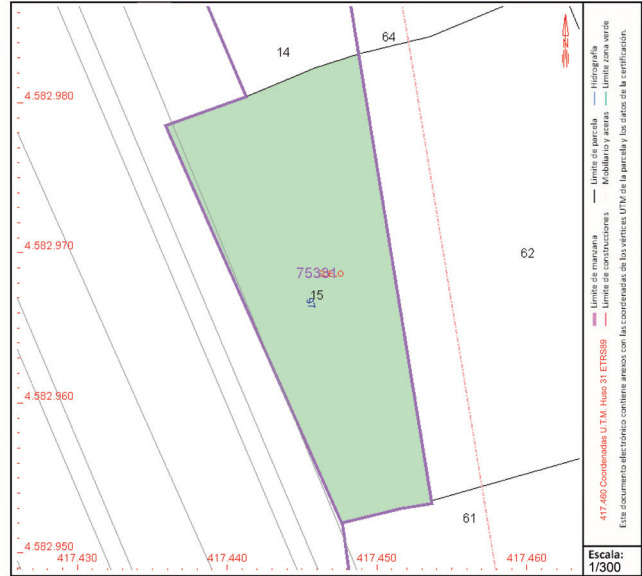 14
64
4.582.980
4.582.970
62
75331
SUELO
15
97
4.582.960
61
4.582.950
417.430
417.440
417.450
417.460
N
Límite de manzana
Límite de parcela
Hidrografía
Límite de construcciones
Mobiliario y aceras
Límite zona verde
417.460 Coordenadas U.T.M. Huso 31 ETRS89
Este documento electrónico contiene anexos con las coordenadas de los vértices UTM de la parcela y los datos de la certificación.
Escala:
1/300